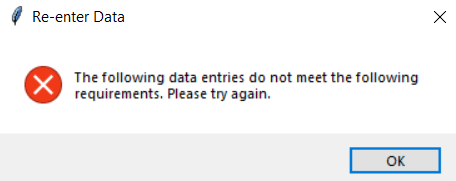 Re-enter Data
The following data entries do not meet the following
requirements. Please try again.
OK